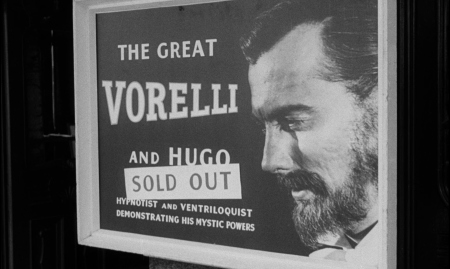 THE GREAT
VORELLI
AND HUGO
SOLD OUT
HYPNOTIST AND VENTRILOQUIST
DEMONSTRATING HIS MYSTIC POWERS